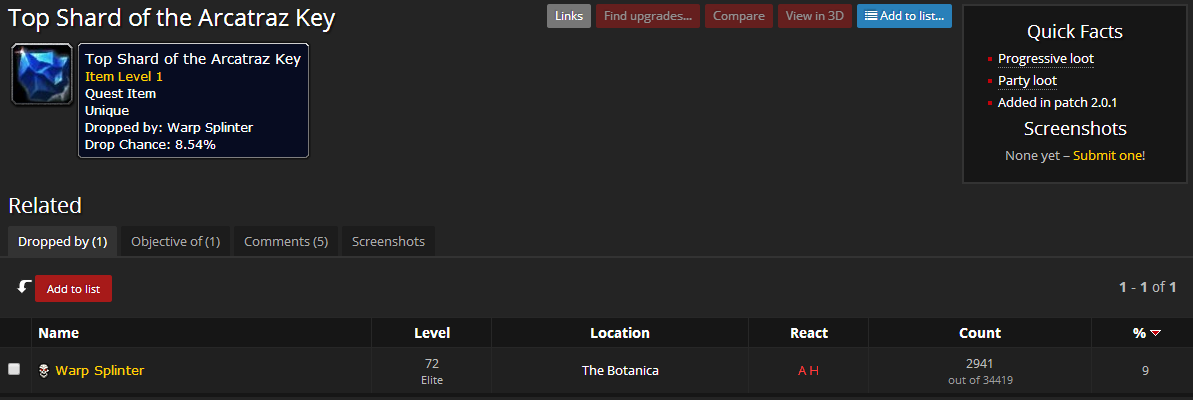 Top Shard of the Arcatraz Key
Links
Find upgrades...
Compare
View in 3D
Add to list...
Top Shard of the Arcatraz Key
Item Level 1
Quest Item
Unique
Dropped by: Warp Splinter
Drop Chance: 8.54%
Quick Facts
Progressive loot
Party loot
Added in patch 2.0.1
Screenshots
None yet – Submit one!
Related
Dropped by (1)
Objective of (1)
Comments (5)
Screenshots
Add to list
1 - 1 of 1
Name Level Location React Count %
Warp Splinter 72 The Botanica A H 2941 9
Elite out of 34419